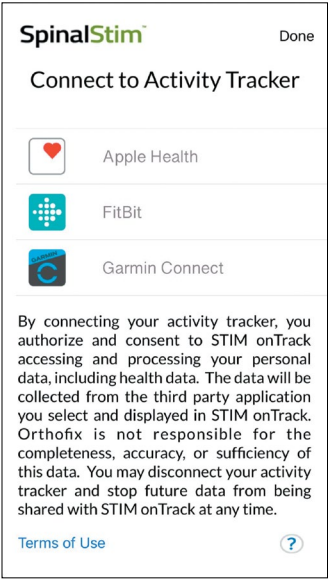 SpinalStim™
Done
Connect to Activity Tracker
Apple Health
FitBit
GARMIN
Garmin Connect
By connecting your activity tracker, you
authorize and consent to STIM onTrack
accessing and processing your personal
data, including health data. The data will be
collected from the third party application
you select and displayed in STIM onTrack.
Orthofix is not responsible for the
completeness, accuracy, or sufficiency of
this data. You may disconnect your activity
tracker and stop future data from being
shared with STIM onTrack at any time.
Terms of Use
?